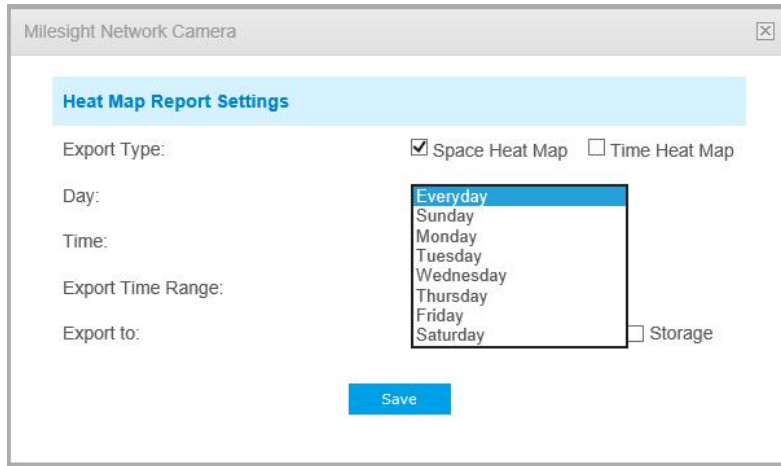 Milesight Network Camera
Heat Map Report Settings
Export Type: Space Heat Map Time Heat Map
Day: Everyday
Sunday
Monday
Time:
Tuesday
Wednesday
Export Time Range:
Thursday
Friday
Export to: Saturday Storage
Save